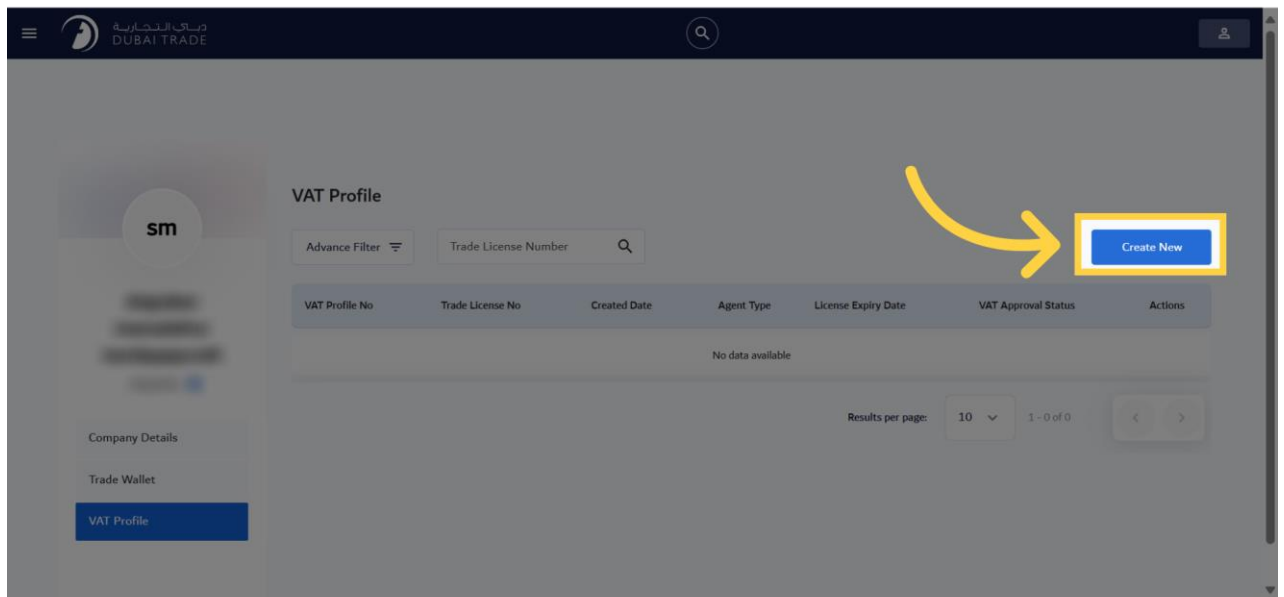 دبي التجارية
DUBAI TRADE
sm
Company Details
Trade Wallet
VAT Profile
VAT Profile
Advance Filter
Trade License Number
Create New
VAT Profile No Trade License No Created Date Agent Type License Expiry Date VAT Approval Status Actions
No data available
Results per page: 10 1 - 0 of 0